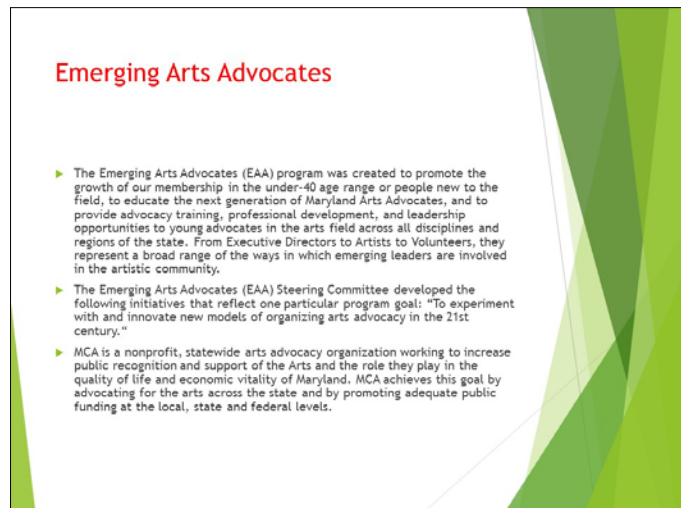 Emerging Arts Advocates
The Emerging Arts Advocates (EAA) program was created to promote the
growth of our membership in the under-40 age range or people new to the
field, to educate the next generation of Maryland Arts Advocates, and to
provide advocacy training, professional development, and leadership
opportunities to young advocates in the arts field across all disciplines and
regions of the state. From Executive Directors to Artists to Volunteers, they
represent a broad range of the ways in which emerging leaders are involved
in the artistic community.
The Emerging Arts Advocates (EAA) Steering Committee developed the
following initiatives that reflect one particular program goal: “To experiment
with and innovate new models of organizing arts advocacy in the 21st
century.“
MCA is a nonprofit, statewide arts advocacy organization working to increase
public recognition and support of the Arts and the role they play in the
quality of life and economic vitality of Maryland. MCA achieves this goal by
advocating for the arts across the state and by promoting adequate public
funding at the local, state and federal levels.